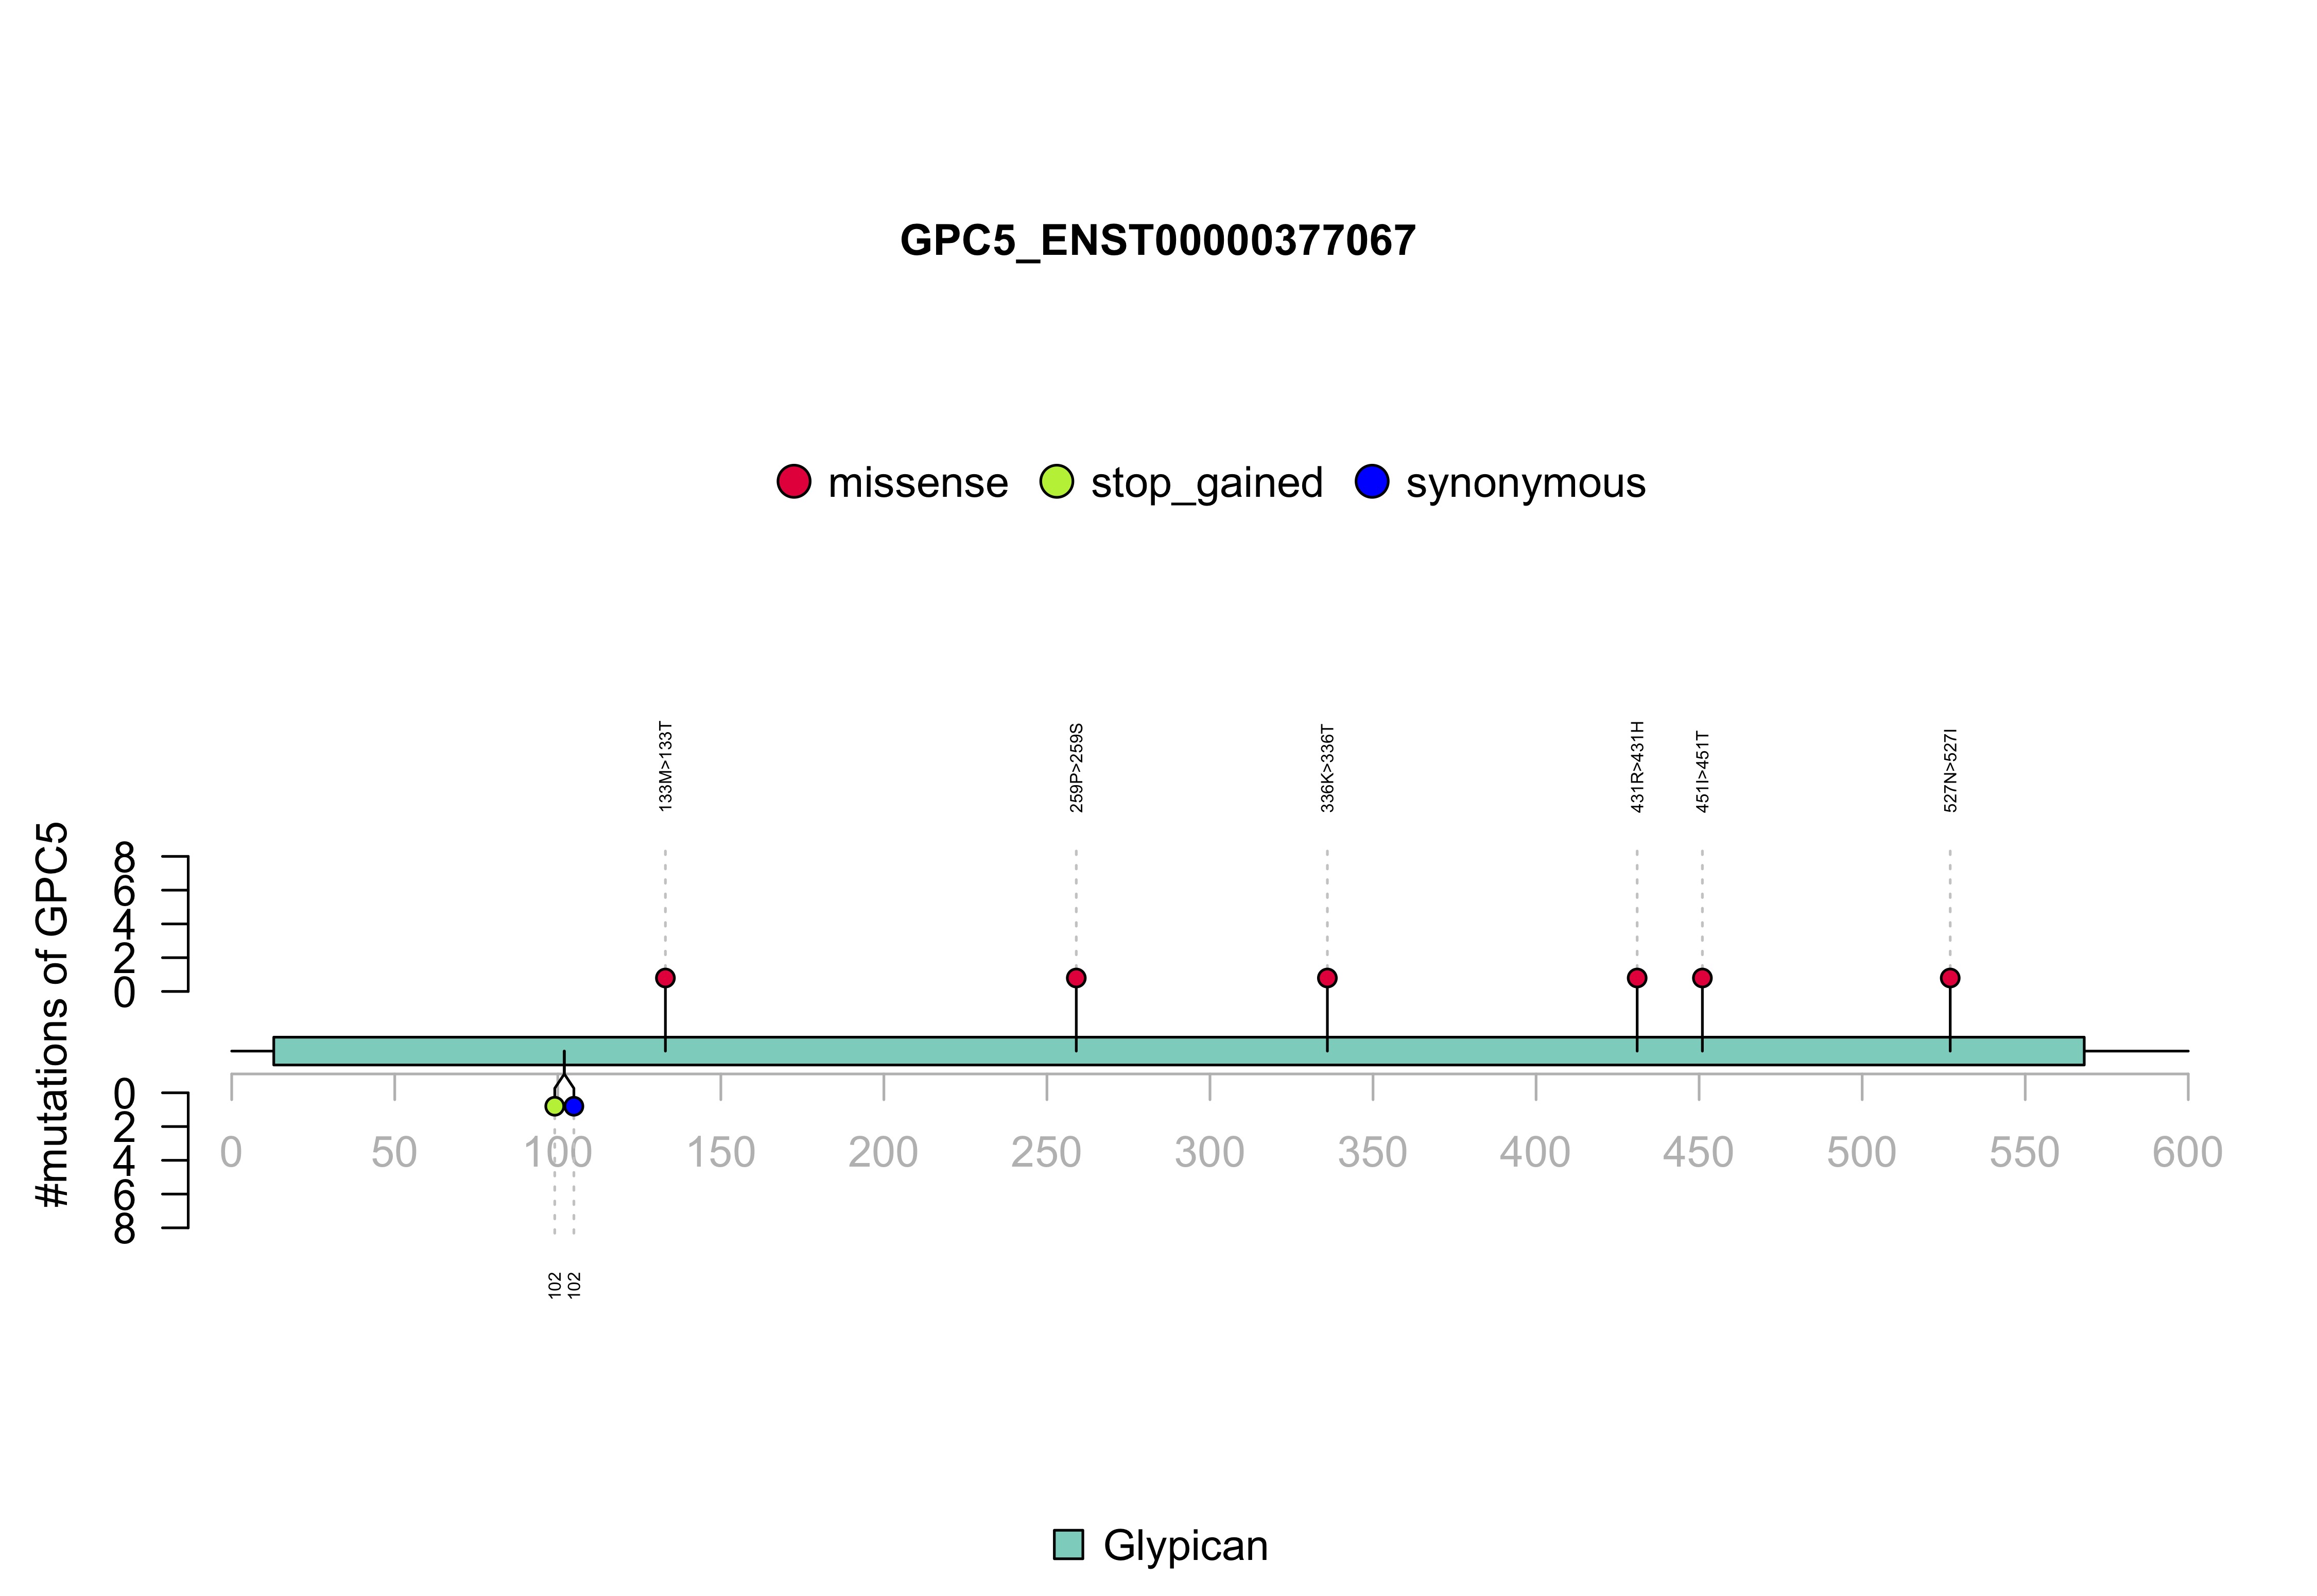 GPC5_ENST00000377067
missense stop_gained synonymous
133M>133T 259P>259S 336K>336T 431R>431H 451I>451T 527N>527I
#mutations of GPC5
8
6
4
2
0
0
2
4
6
8
0 50 100 150 200 250 300 350 400 450 500 550 600
102 102
Glypican